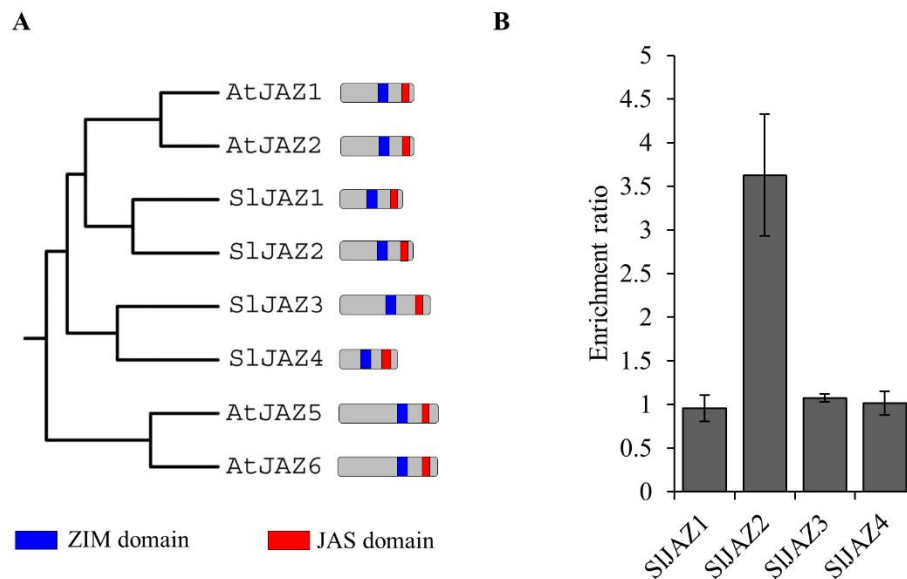 A
AtJAZ1
AtJAZ2
SlJAZ1
SlJAZ2
SlJAZ3
SlJAZ4
AtJAZ5
AtJAZ6
ZIM domain
JAS domain
B
Enrichment ratio
5
4.5
4
3.5
3
2.5
2
1.5
1
0.5
0
SlJAZ1
SlJAZ2
SlJAZ3
SlJAZ4